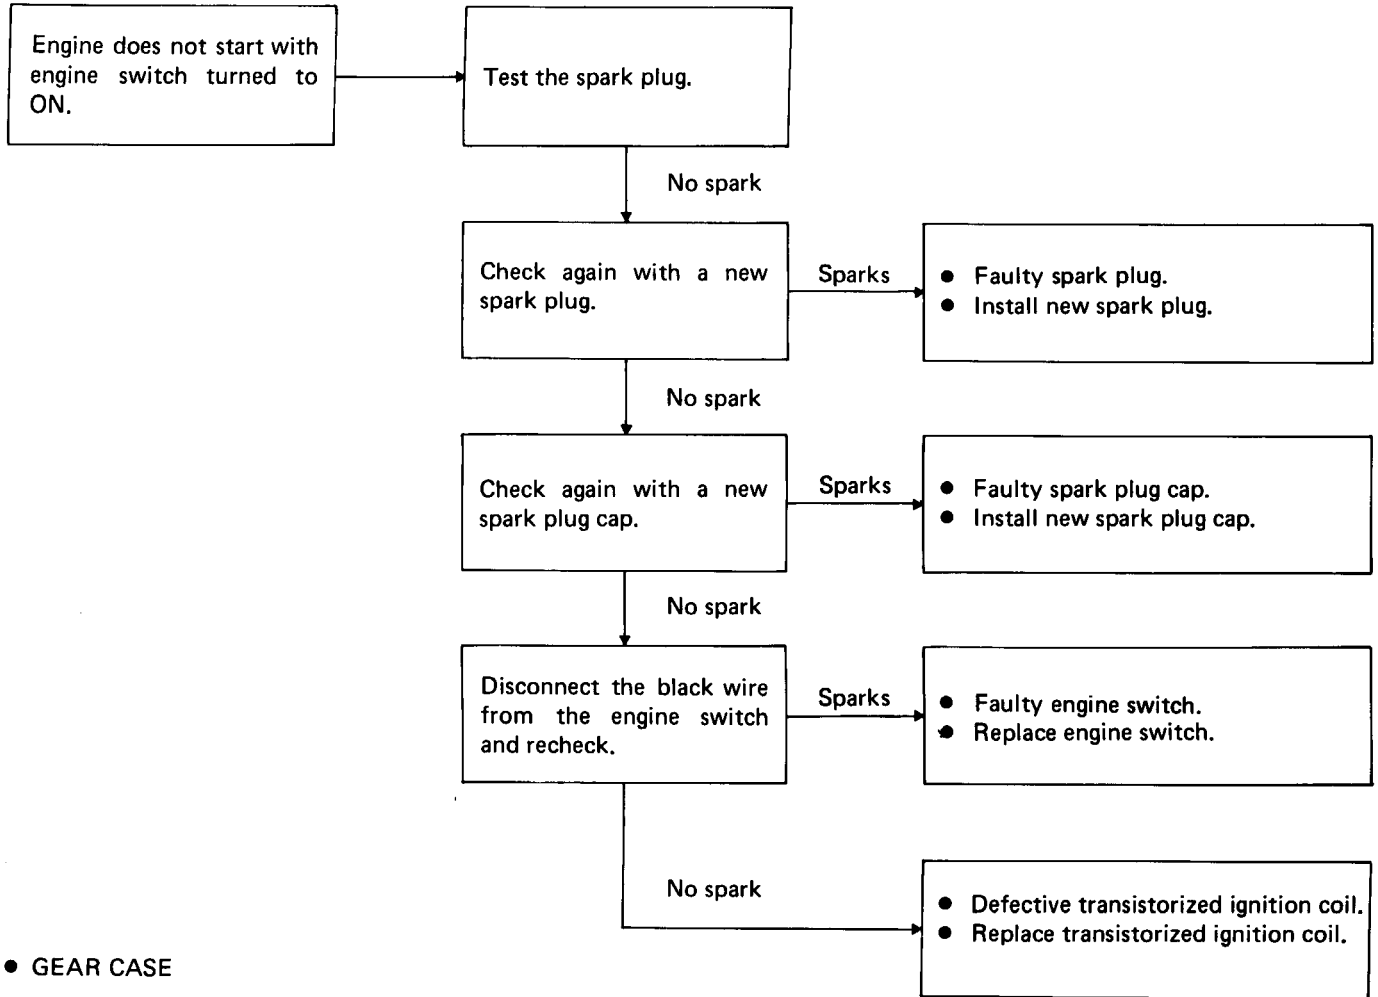 Engine does not start with
engine switch turned to
ON.
Test the spark plug.
No spark
Check again with a new
spark plug.
Sparks
● Faulty spark plug.
● Install new spark plug.
No spark
Check again with a new
spark plug cap.
Sparks
● Faulty spark plug cap.
● Install new spark plug cap.
No spark
Disconnect the black wire
from the engine switch
and recheck.
Sparks
● Faulty engine switch.
● Replace engine switch.
No spark
● Defective transistorized ignition coil.
● Replace transistorized ignition coil.
● GEAR CASE